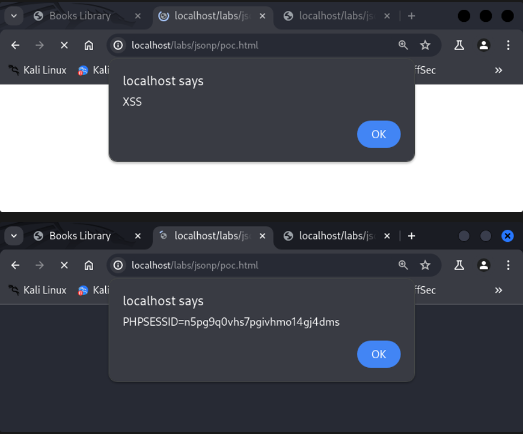 Books Library
localhost/labs/js
localhost/labs/js
localhost/labs/jsonp/poc.html
Kali Linux
Kali
ffSec
localhost says
XSS
OK
Books Library
localhost/labs/js
localhost/labs/js
localhost/labs/jsonp/poc.html
Kali Linux
Kali
ffSec
localhost says
PHPSESSID=n5pg9q0vhs7pgivhmo14gj4dms
OK